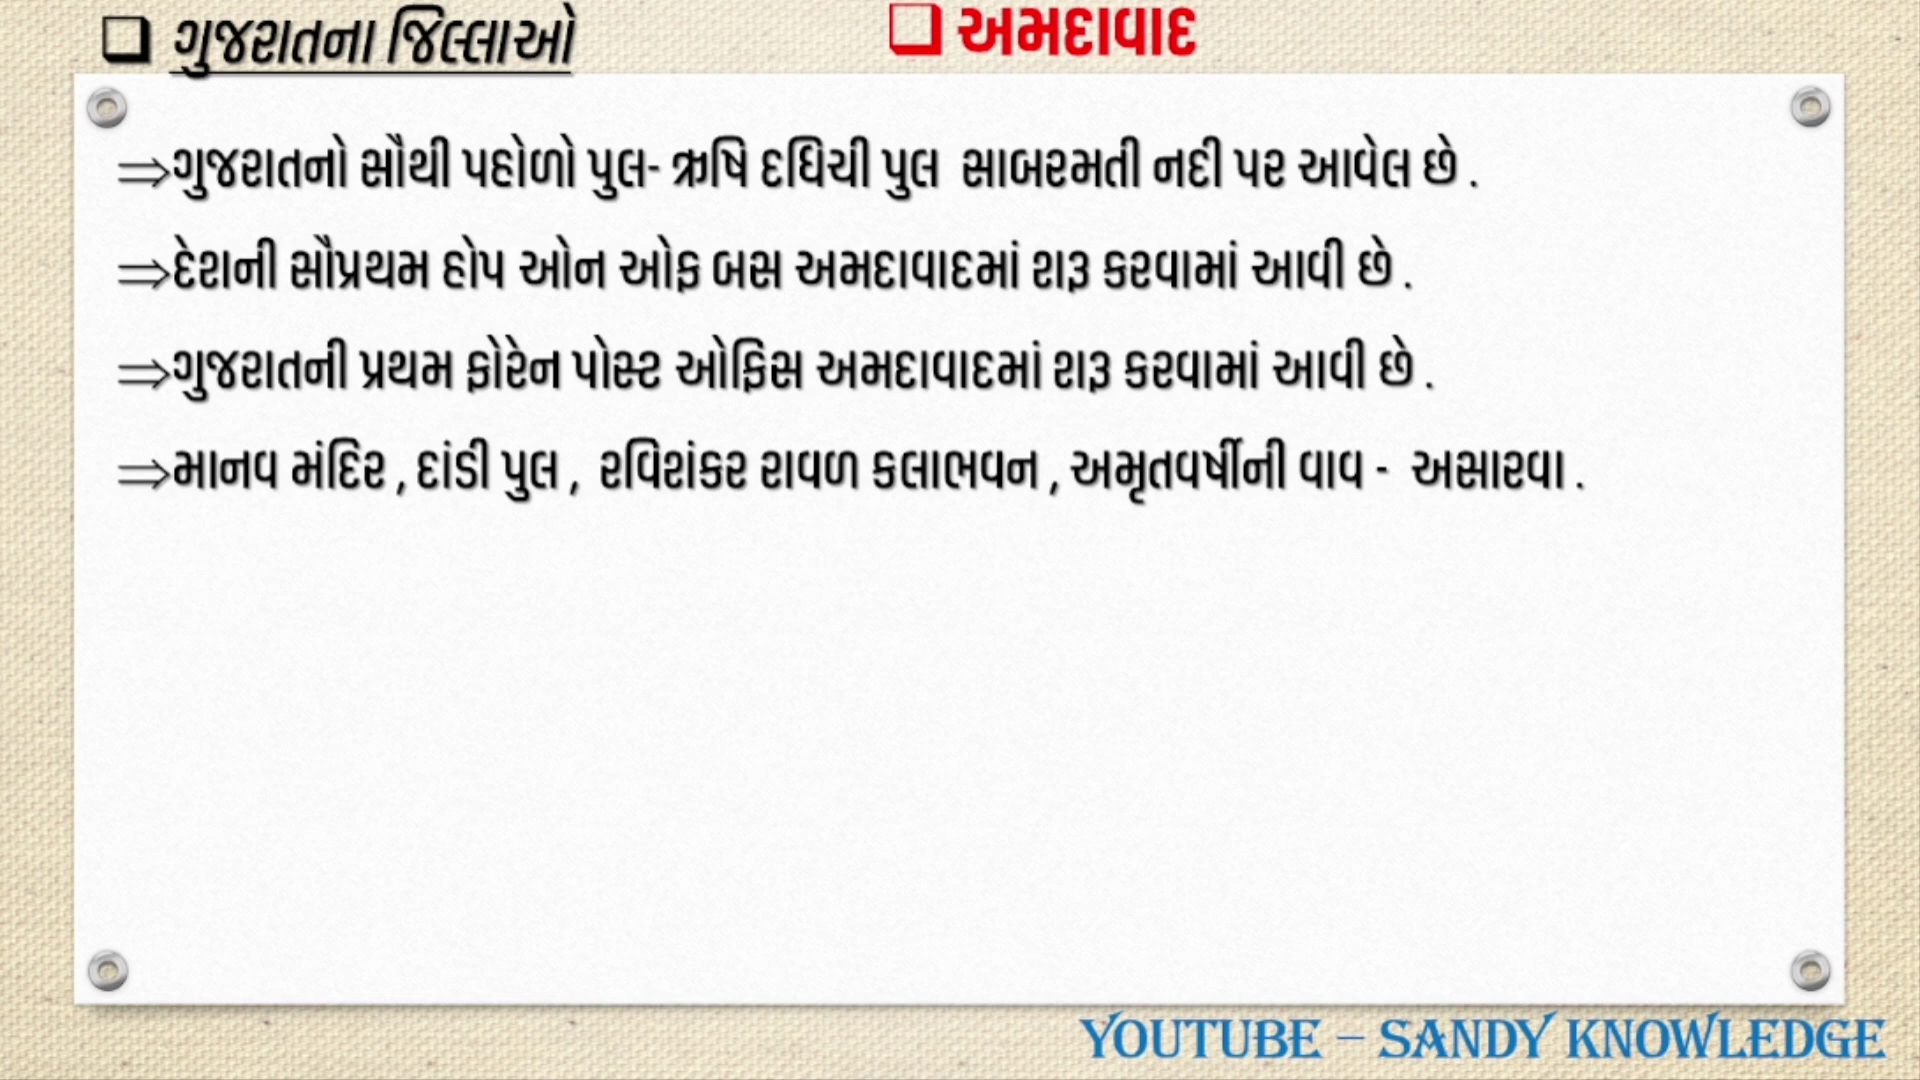 ❑ ગુજરાતના જિલ્લાઓ
❑ અમદાવાદ
⇒ગુજરાતનો સૌથી પહોળો પુલ- ઋષિ દધિચી પુલ સાબરમતી નદી પર આવેલ છે .
⇒દેશની સૌપ્રથમ હોપ ઓન ઓફ બસ અમદાવાદમાં શરૂ કરવામાં આવી છે .
⇒ગુજરાતની પ્રથમ ફોરેન પોસ્ટ ઓફિસ અમદાવાદમાં શરૂ કરવામાં આવી છે .
⇒માનવ મંદિર , દાંડી પુલ , રવિશંકર રાવળ કલાભવન , અમૃતવર્ષીની વાવ - અસારવા .
YOUTUBE – SANDY KNOWLEDGE